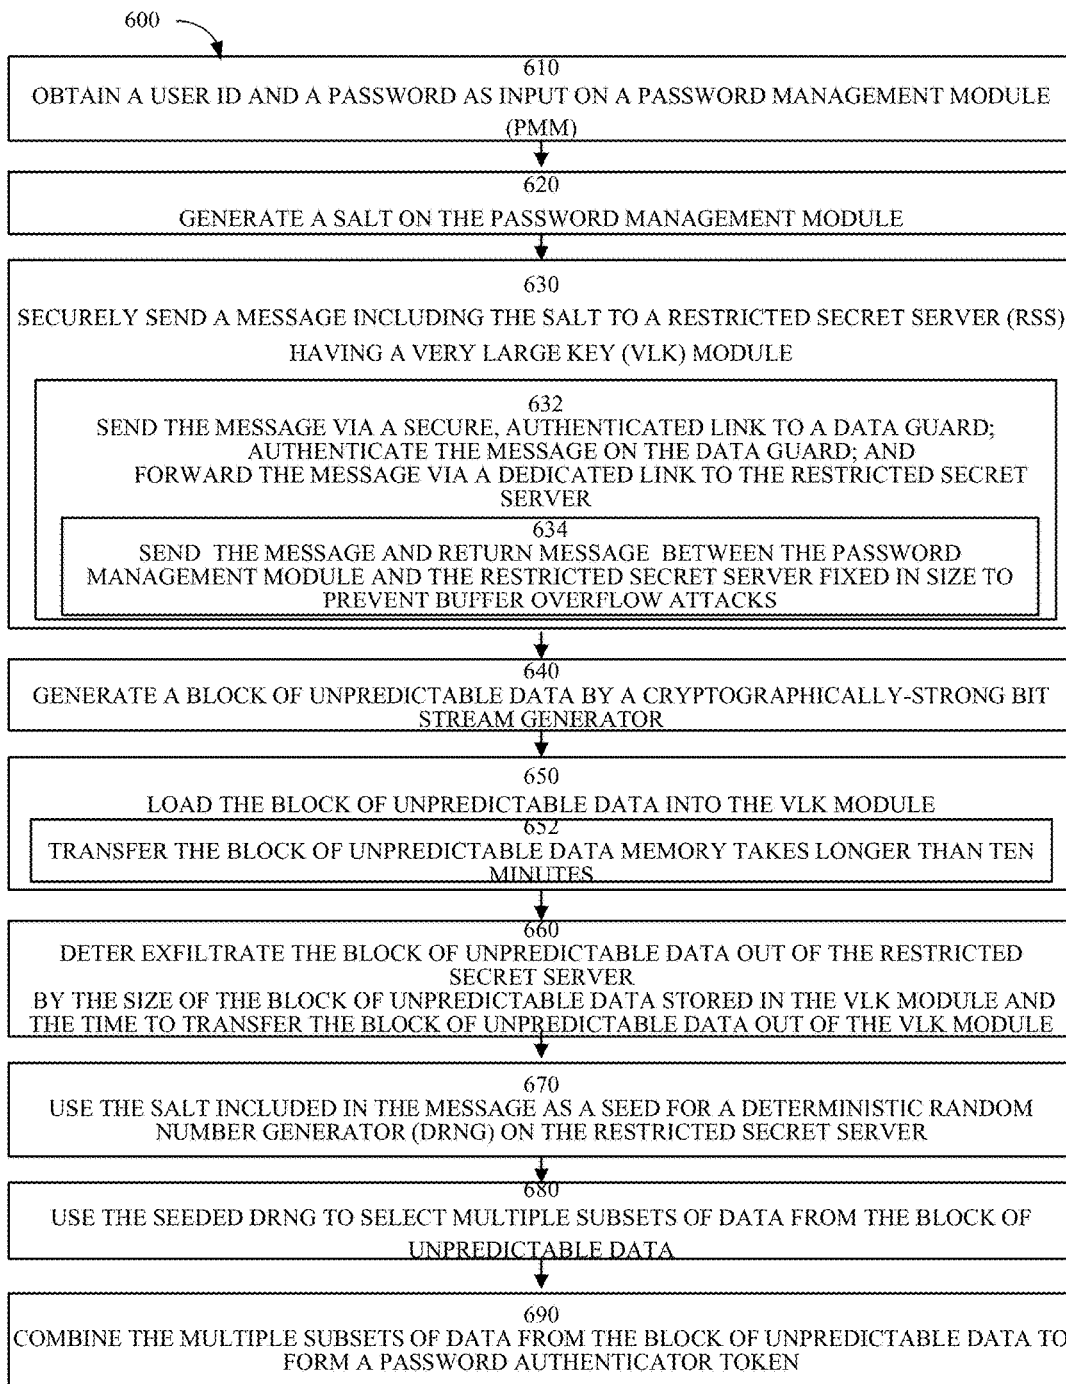 600
610
OBTAIN A USER ID AND A PASSWORD AS INPUT ON A PASSWORD MANAGEMENT MODULE
(PMM)
620
GENERATE A SALT ON THE PASSWORD MANAGEMENT MODULE
630
SECURELY SEND A MESSAGE INCLUDING THE SALT TO A RESTRICTED SECRET SERVER (RSS)
HAVING A VERY LARGE KEY (VLK) MODULE
632
SEND THE MESSAGE VIA A SECURE, AUTHENTICATED LINK TO A DATA GUARD;
AUTHENTICATE THE MESSAGE ON THE DATA GUARD; AND
FORWARD THE MESSAGE VIA A DEDICATED LINK TO THE RESTRICTED SECRET
SERVER
634
SEND THE MESSAGE AND RETURN MESSAGE BETWEEN THE PASSWORD
MANAGEMENT MODULE AND THE RESTRICTED SECRET SERVER FIXED IN SIZE TO
PREVENT BUFFER OVERFLOW ATTACKS
640
GENERATE A BLOCK OF UNPREDICTABLE DATA BY A CRYPTOGRAPHICALLY-STRONG BIT
STREAM GENERATOR
650
LOAD THE BLOCK OF UNPREDICTABLE DATA INTO THE VLK MODULE
652
TRANSFER THE BLOCK OF UNPREDICTABLE DATA MEMORY TAKES LONGER THAN TEN
MINUTES
660
DETER EXFILTRATE THE BLOCK OF UNPREDICTABLE DATA OUT OF THE RESTRICTED
SECRET SERVER
BY THE SIZE OF THE BLOCK OF UNPREDICTABLE DATA STORED IN THE VLK MODULE AND
THE TIME TO TRANSFER THE BLOCK OF UNPREDICTABLE DATA OUT OF THE VLK MODULE
670
USE THE SALT INCLUDED IN THE MESSAGE AS A SEED FOR A DETERMINISTIC RANDOM
NUMBER GENERATOR (DRNG) ON THE RESTRICTED SECRET SERVER
680
USE THE SEEDED DRNG TO SELECT MULTIPLE SUBSETS OF DATA FROM THE BLOCK OF
UNPREDICTABLE DATA
690
COMBINE THE MULTIPLE SUBSETS OF DATA FROM THE BLOCK OF UNPREDICTABLE DATA TO
FORM A PASSWORD AUTHENTICATOR TOKEN